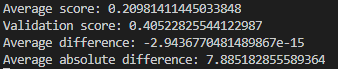 Average score: 0.20981411445033848
Validation score: 0.40522825544122987
Average difference: -2.9436770481489867e-15
Average absolute difference: 7.885182855589364